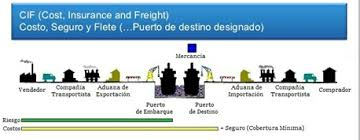 CIF (Cost, Insurance and Freight)
Costo, Seguro y Flete (…Puerto de destino designado)
Mercancia
Vendedor
Compañía
Transportista
Aduana de
Exportación
Puerto
de Embarque
Puerto
de Destino
Aduana de
Importación
Compañía
Transportista
Comprador
Riesgo
Costos
+ Seguro (Cobertura Mínima)